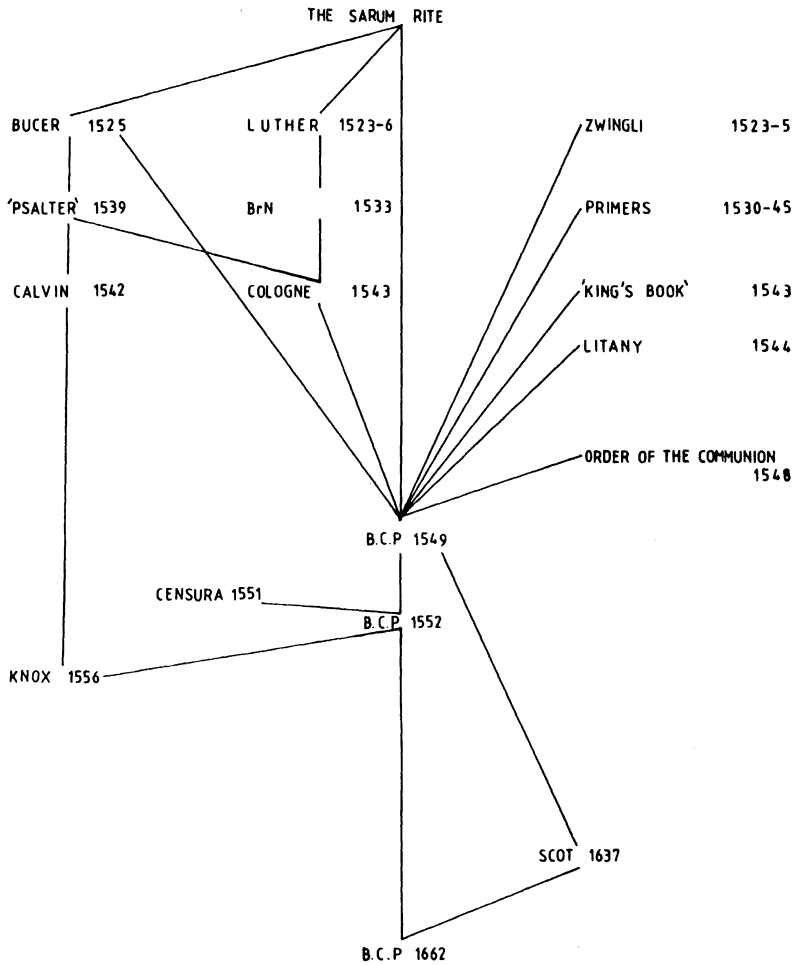 THE SARUM RITE
BUCER 1525 LUTHER 1523-6 ZWINGLI 1523-5
'PSALTER' 1539 BrN 1533 PRIMERS 1530-45
CALVIN 1542 COLOGNE 1543 'KING'S BOOK' 1543
LITANY 1544
ORDER OF THE COMMUNION
1548
B.C.P 1549
CENSURA 1551
B.C.P 1552
KNOX 1556
SCOT 1637
B.C.P 1662